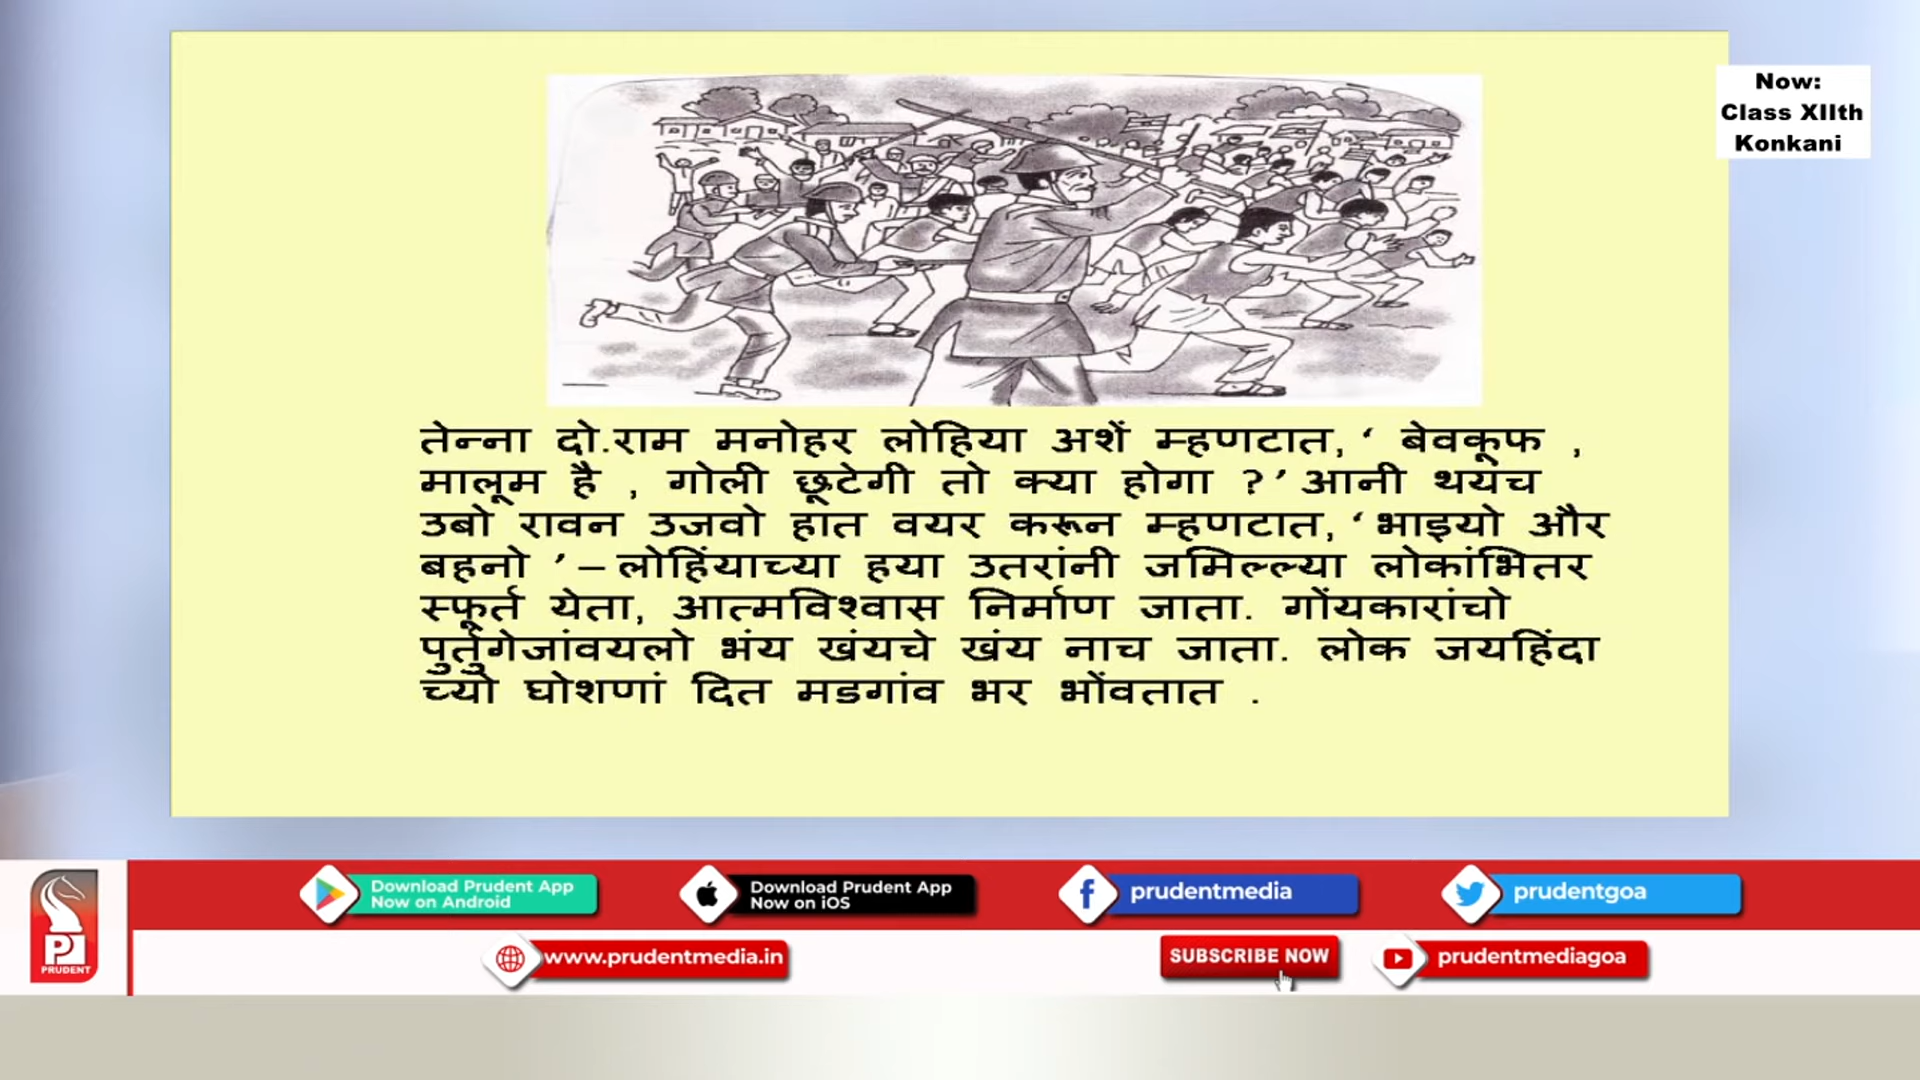 Now:
Class XIIth
Konkani
तेन्ना दो.राम मनोहर लोहिया अशें म्हणटात, ‘ बेवकूफ ,
मालूम है , गोली छूटेगी तो क्या होगा ? ’ आनी थयंच
उबो रावन उजवो हात वयर करून म्हणटात, ‘ भाइयो और
बहनो ’ – लोहिंयाच्या हया उतरांनी जमिल्ल्या लोकांभितर
स्फूर्त येता, आत्मविश्वास निर्माण जाता. गोंयकारांचो
पुर्तुगेजांवयलो भंय खंयचे खंय नाच जाता. लोक जयहिंदा
च्यो घोशणां दित मडगांव भर भोंवतात .
Download Prudent App
Now on Android
Download Prudent App
Now on iOS
prudentmedia
prudentgoa
PRUDENT
www.prudentmedia.in
SUBSCRIBE NOW
prudentmediagoa